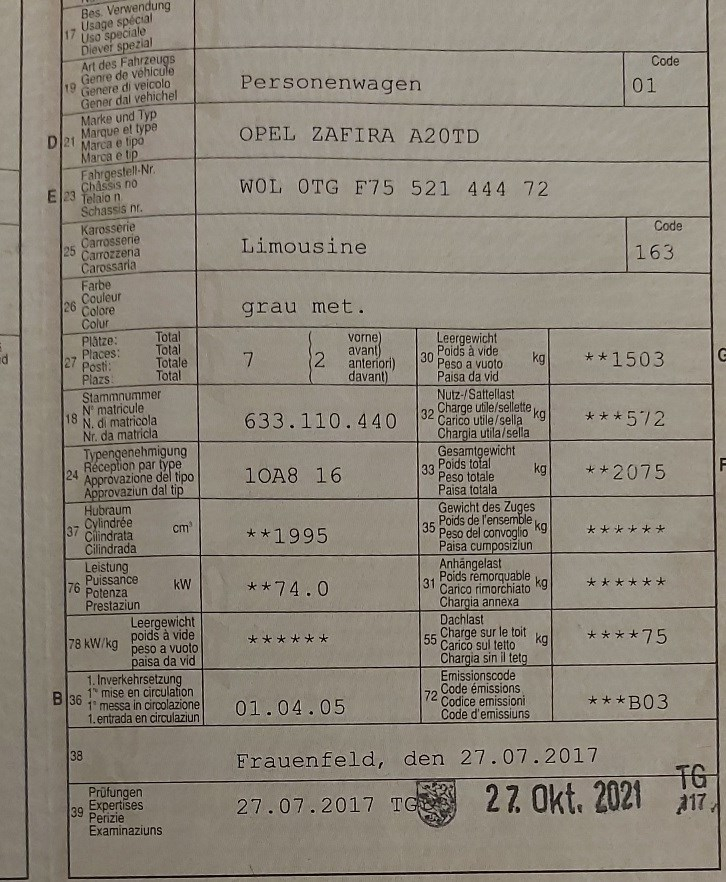 Bes. Verwendung
17 Usage spécial
Uso speciale
Diever spezial
Art des Fahrzeugs
Genre de véhicule
19 Genere di veicolo
Gener dal vehichel
Personenwagen
Code
01
Marke und Typ
D 21 Marque et type
Marca e tipo
Marca e tip
OPEL ZAFIRA A20TD
Fahrgestell-Nr.
E 23 Châssis no
Telaio n.
Schassis nr.
WOL OTG F75 521 444 72
Karosserie
25 Carrosserie
Carrozzeria
Carossaria
Limousine
Code
163
Farbe
26 Couleur
Colore
Colur
grau met.
Plätze: Total
27 Places: Total
Posti: Totale
Plazs: Total
7 2
vorne)
avant)
anteriori)
davant)
Leergewicht
30 Poids à vide kg
Peso a vuoto
Paisa da vid
**1503
G
Stammnummer
18 N° matricule
N. di matricola
Nr. da matricla
633.110.440
Nutz-/Sattellast
32 Charge utile/sellette kg
Carico utile/sella
Chargia utila/sella
***572
Typengenehmigung
24 Réception par type
Approvazione del tipo
Approvaziun dal tip
1OA8 16
Gesamtgewicht
33 Poids total kg
Peso totale
Paisa totala
**2075
F
Hubraum
37 Cylindrée cm³
Cilindrata
Cilindrada
**1995
Gewicht des Zuges
35 Poids de l'ensemble kg
Peso del convoglio
Paisa cumposiziun
******
Leistung
76 Puissance kW
Potenza
Prestaziun
**74.0
Anhängelast
31 Poids remorquable kg
Carico rimorchiato
Chargia annexa
******
Leergewicht
78 kW/kg poids à vide
peso a vuoto
paisa da vid
******
Dachlast
55 Charge sur le toit kg
Carico sul tetto
Chargia sin il tetg
****75
1. Inverkehrsetzung
B 36 1re mise en circulation
1a messa in circolazione
1. entrada en circulaziun
01.04.05
Emissionscode
72 Code émissions
Codice emissioni
Code d'emissiuns
***B03
38 Frauenfeld, den 27.07.2017
Prüfungen
39 Expertises
Perizie
Examinaziuns
27.07.2017 TG
27. Okt. 2021
TG
117